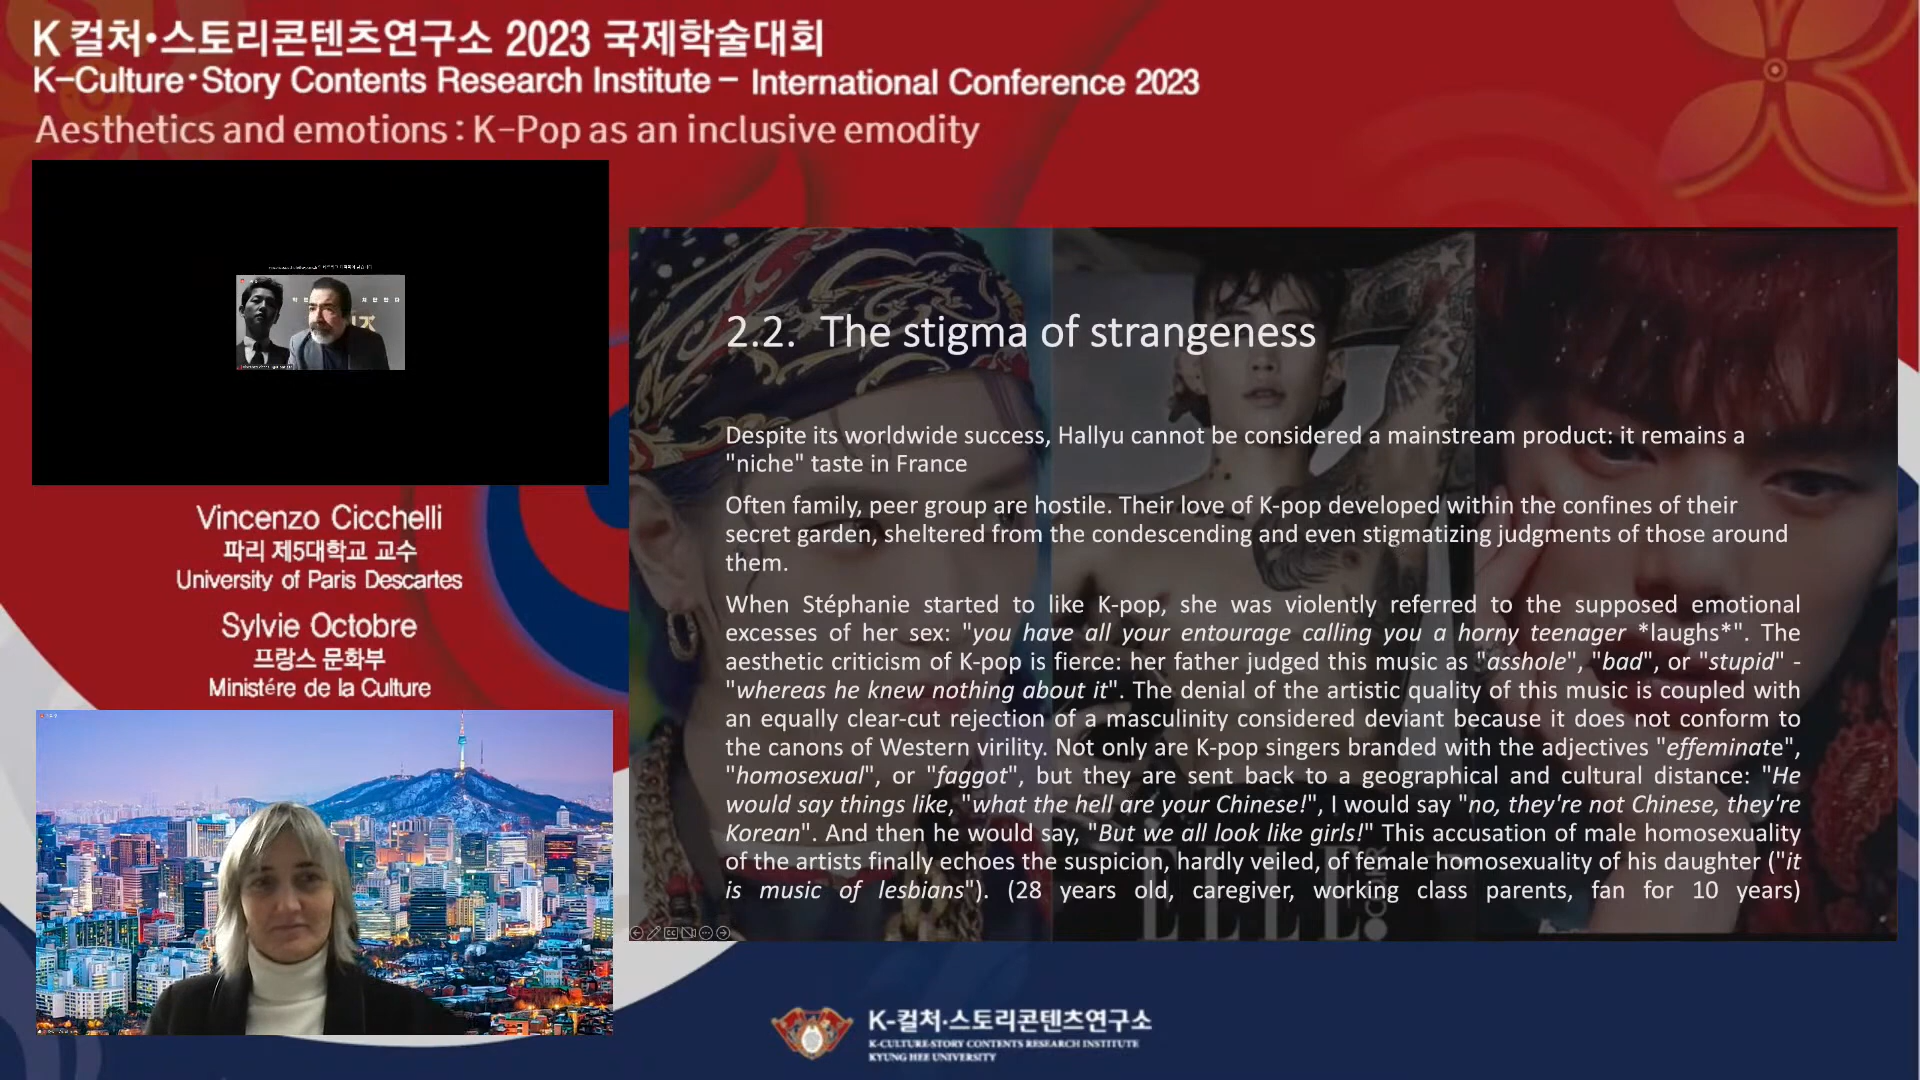 K 컬처·스토리콘텐츠연구소 2023 국제학술대회
K-Culture·Story Contents Research Institute - International Conference 2023
Aesthetics and emotions : K-Pop as an inclusive emodity
Vincenzo Cicchelli
파리 제5대학교 교수
University of Paris Descartes
Sylvie Octobre
프랑스 문화부
Ministére de la Culture
2.2. The stigma of strangeness
Despite its worldwide success, Hallyu cannot be considered a mainstream product: it remains a
"niche" taste in France
Often family, peer group are hostile. Their love of K-pop developed within the confines of their
secret garden, sheltered from the condescending and even stigmatizing judgments of those around
them.
When Stéphanie started to like K-pop, she was violently referred to the supposed emotional
excesses of her sex: "you have all your entourage calling you a horny teenager *laughs*". The
aesthetic criticism of K-pop is fierce: her father judged this music as "asshole", "bad", or "stupid" -
"whereas he knew nothing about it". The denial of the artistic quality of this music is coupled with
an equally clear-cut rejection of a masculinity considered deviant because it does not conform to
the canons of Western virility. Not only are K-pop singers branded with the adjectives "effeminate",
"homosexual", or "faggot", but they are sent back to a geographical and cultural distance: "He
would say things like, "what the hell are your Chinese!", I would say "no, they're not Chinese, they're
Korean". And then he would say, "But we all look like girls!" This accusation of male homosexuality
of the artists finally echoes the suspicion, hardly veiled, of female homosexuality of his daughter ("it
is music of lesbians"). (28 years old, caregiver, working class parents, fan for 10 years)
ELLE
K-컬처·스토리콘텐츠연구소
K-CULTURE·STORY CONTENTS RESEARCH INSTITUTE
KYUNG HEE UNIVERSITY